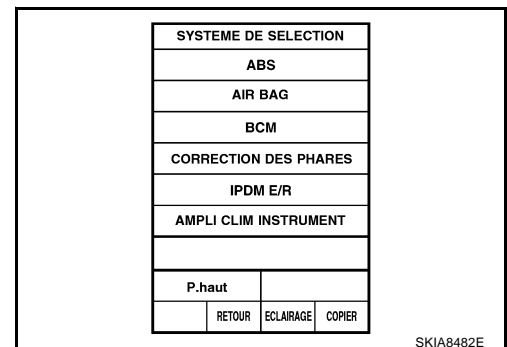 SYSTEME DE SELECTION
ABS
AIR BAG
BCM
CORRECTION DES PHARES
IPDM E/R
AMPLI CLIM INSTRUMENT
P.haut
RETOUR ECLAIRAGE COPIER
SKIA8482E